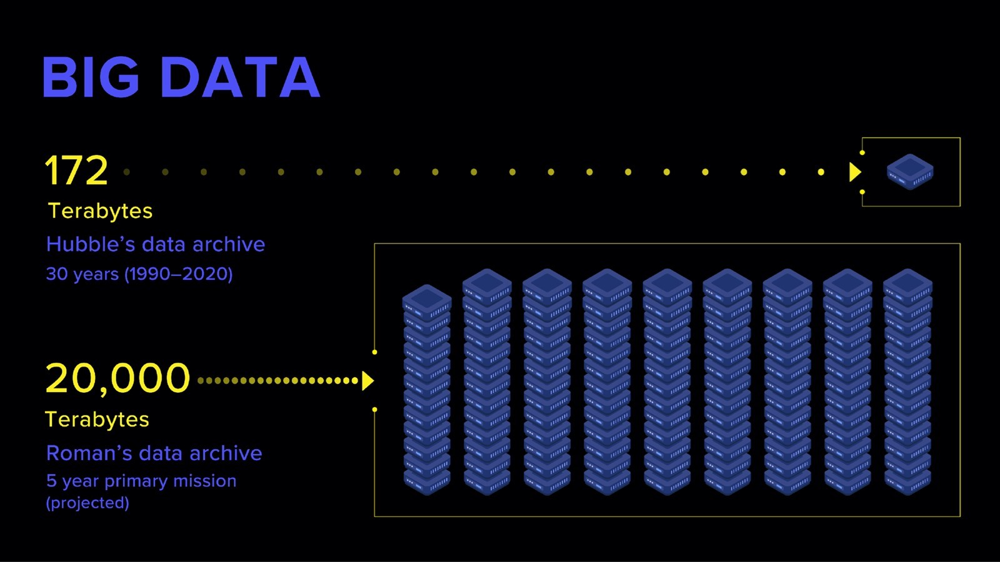 BIG DATA
172
Terabytes
Hubble’s data archive
30 years (1990–2020)
20,000
Terabytes
Roman’s data archive
5 year primary mission
(projected)